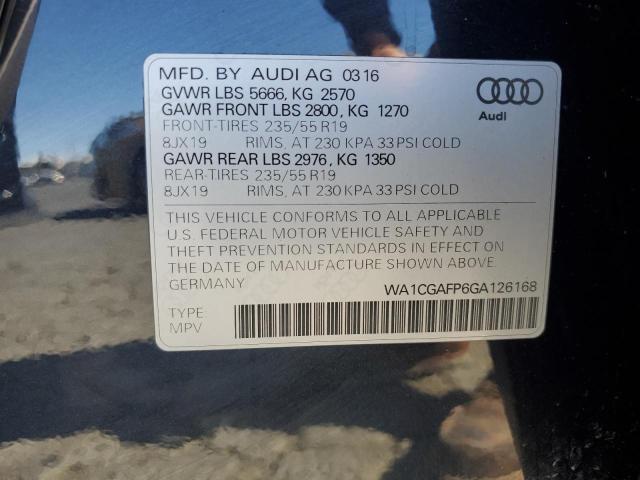 MFD. BY AUDI AG 03 16
GVWR LBS 5666, KG 2570
GAWR FRONT LBS 2800, KG 1270
FRONT-TIRES 235/55 R19
8JX19 RIMS, AT 230 KPA 33 PSI COLD
GAWR REAR LBS 2976, KG 1350
REAR-TIRES 235/55 R19
8JX19 RIMS, AT 230 KPA 33 PSI COLD
Audi
THIS VEHICLE CONFORMS TO ALL APPLICABLE
U.S. FEDERAL MOTOR VEHICLE SAFETY AND
THEFT PREVENTION STANDARDS IN EFFECT ON
THE DATE OF MANUFACTURE SHOWN ABOVE.
GERMANY WA1CGAFP6GA126168
TYPE:
MPV